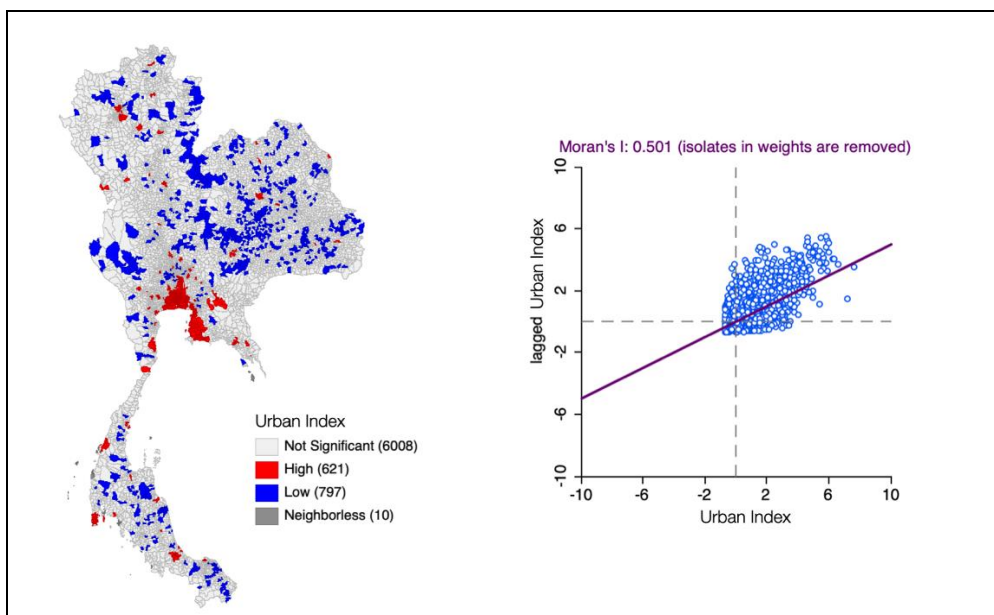 Urban Index
Not Significant (6008)
High (621)
Low (797)
Neighborless (10)
Moran's I: 0.501 (isolates in weights are removed)
lagged Urban Index
10
6
2
-2
-6
-10
-10 -6 -2 2 6 10
Urban Index